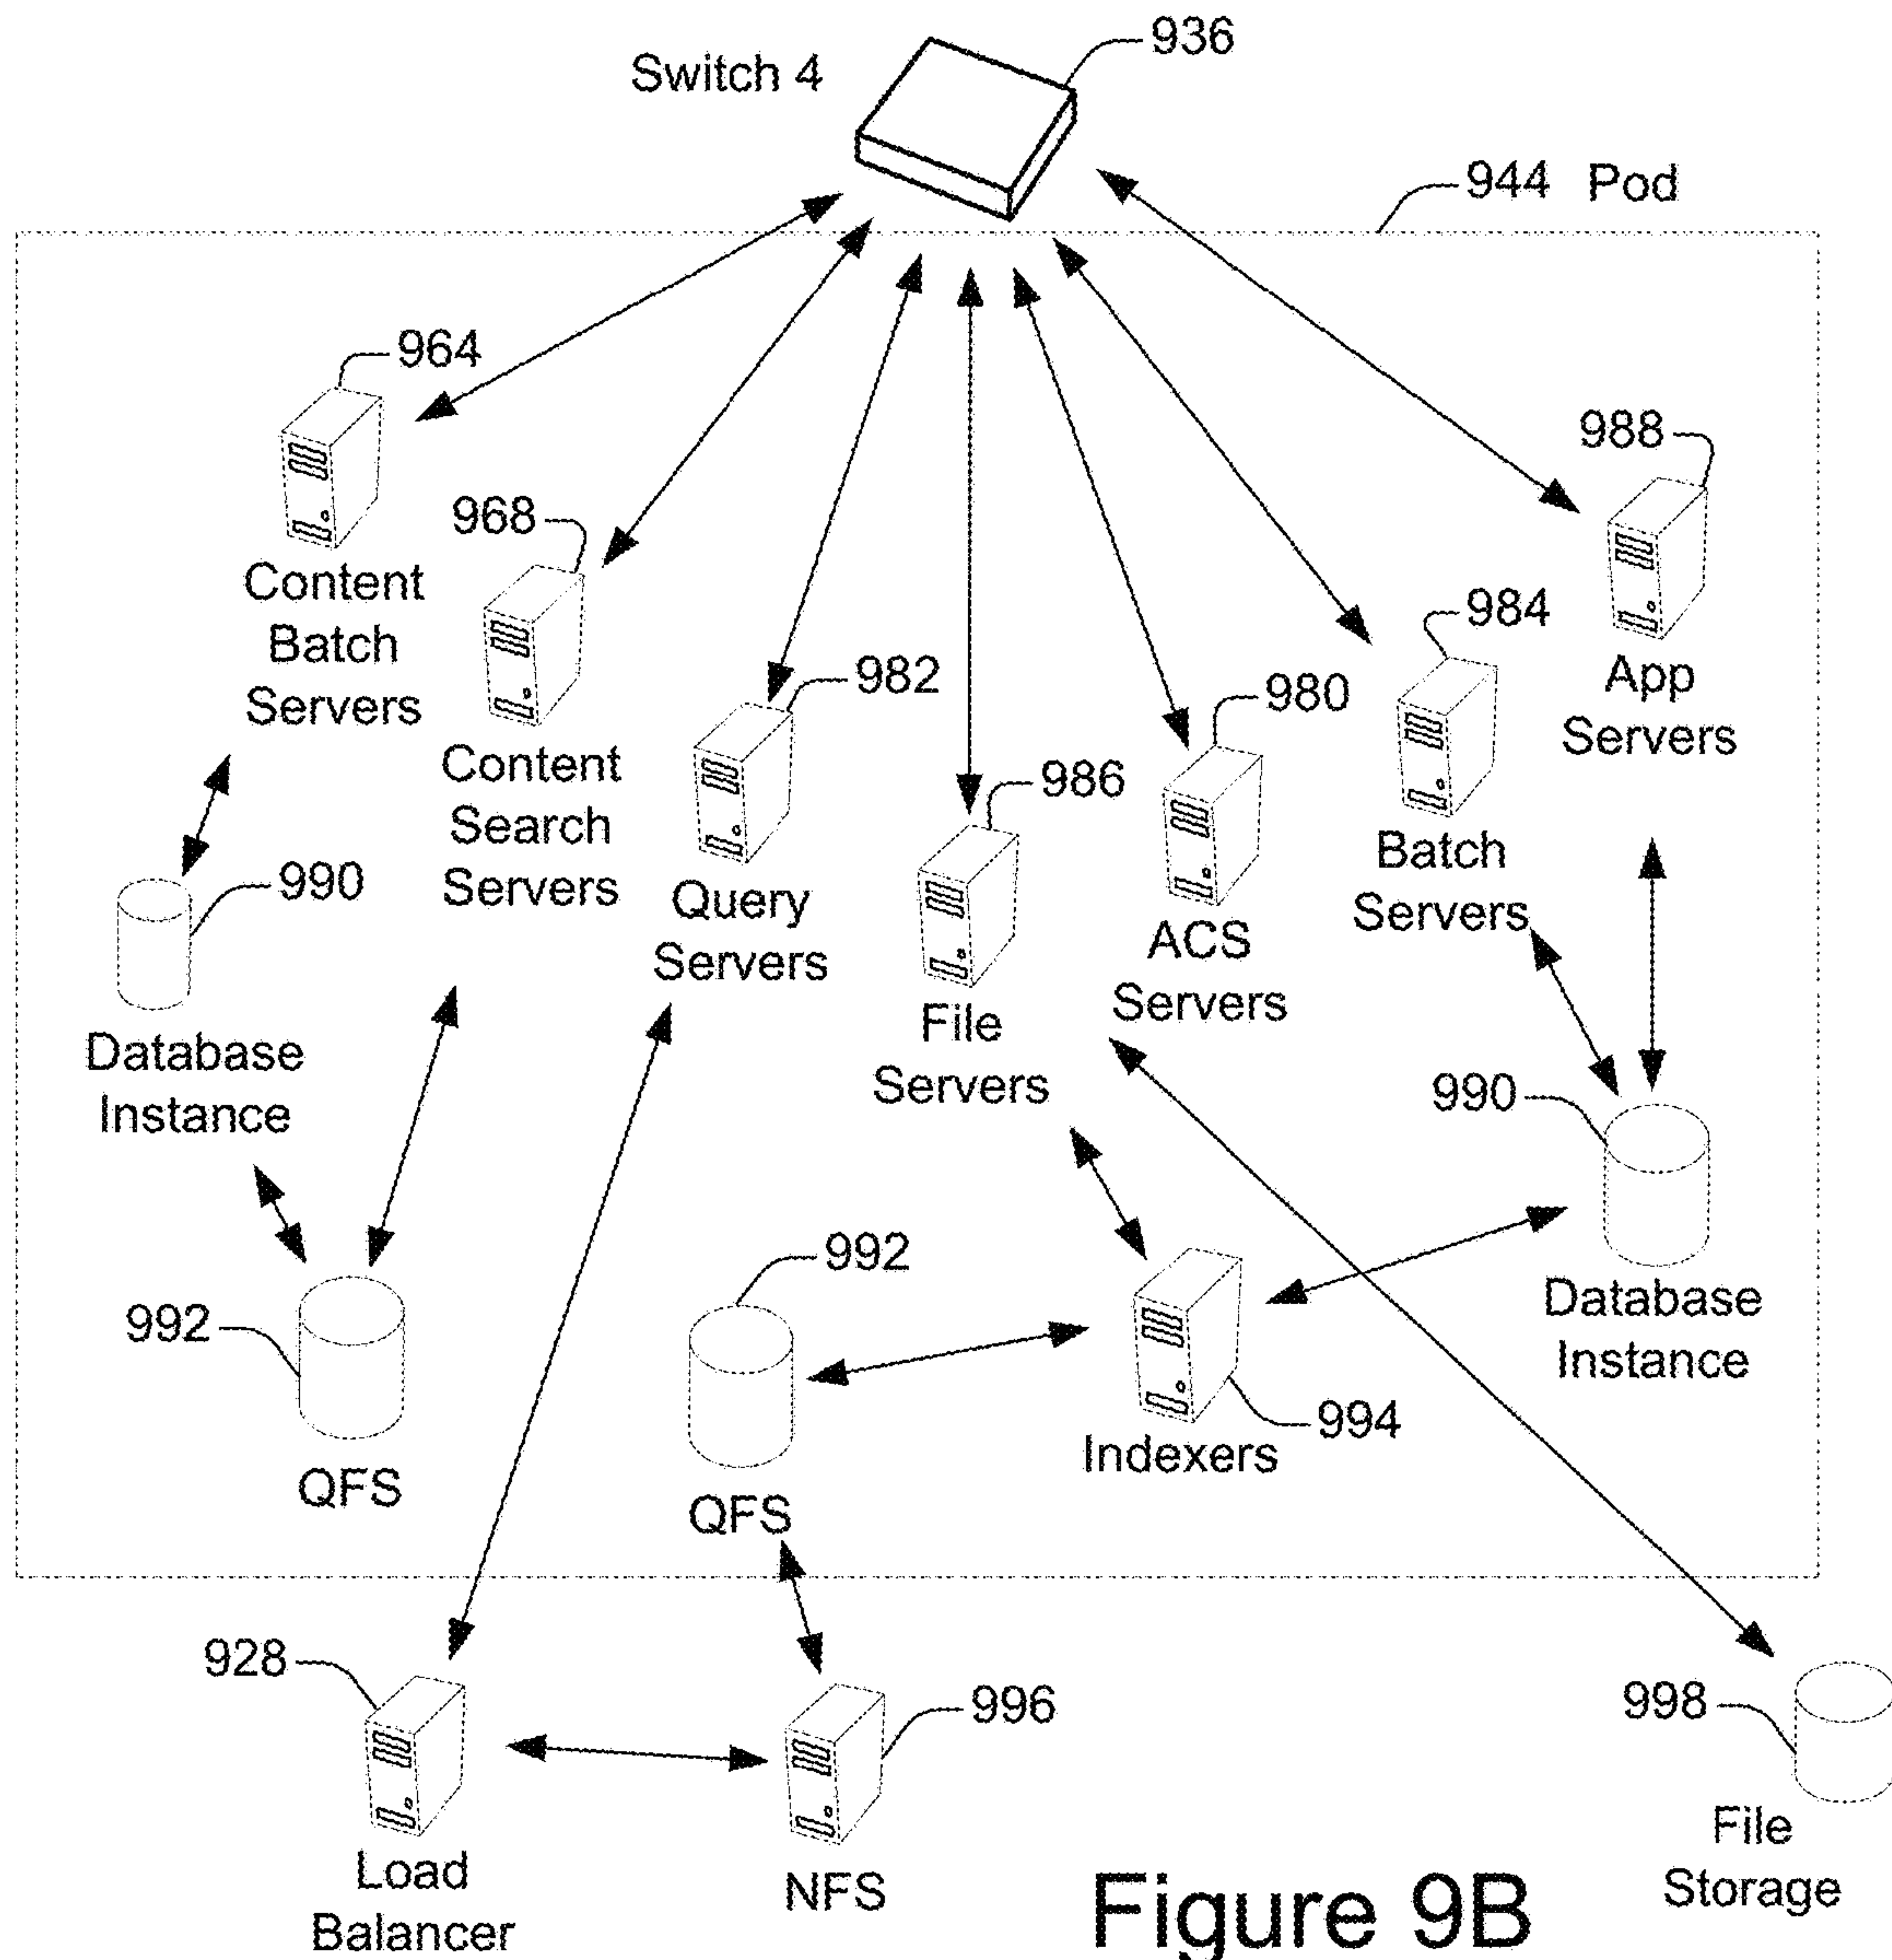 936
Switch 4
944 Pod
964
988
968
Content
Batch
Servers
984
982
980
App
Servers
Content
Search
Servers
986
Batch
Servers
990
Query
Servers
ACS
Servers
File
Servers
Database
Instance
990
992
992
Database
Instance
994
Indexers
QFS
QFS
928
996
998
File
Storage
Load
Balancer
NFS
Figure 9B